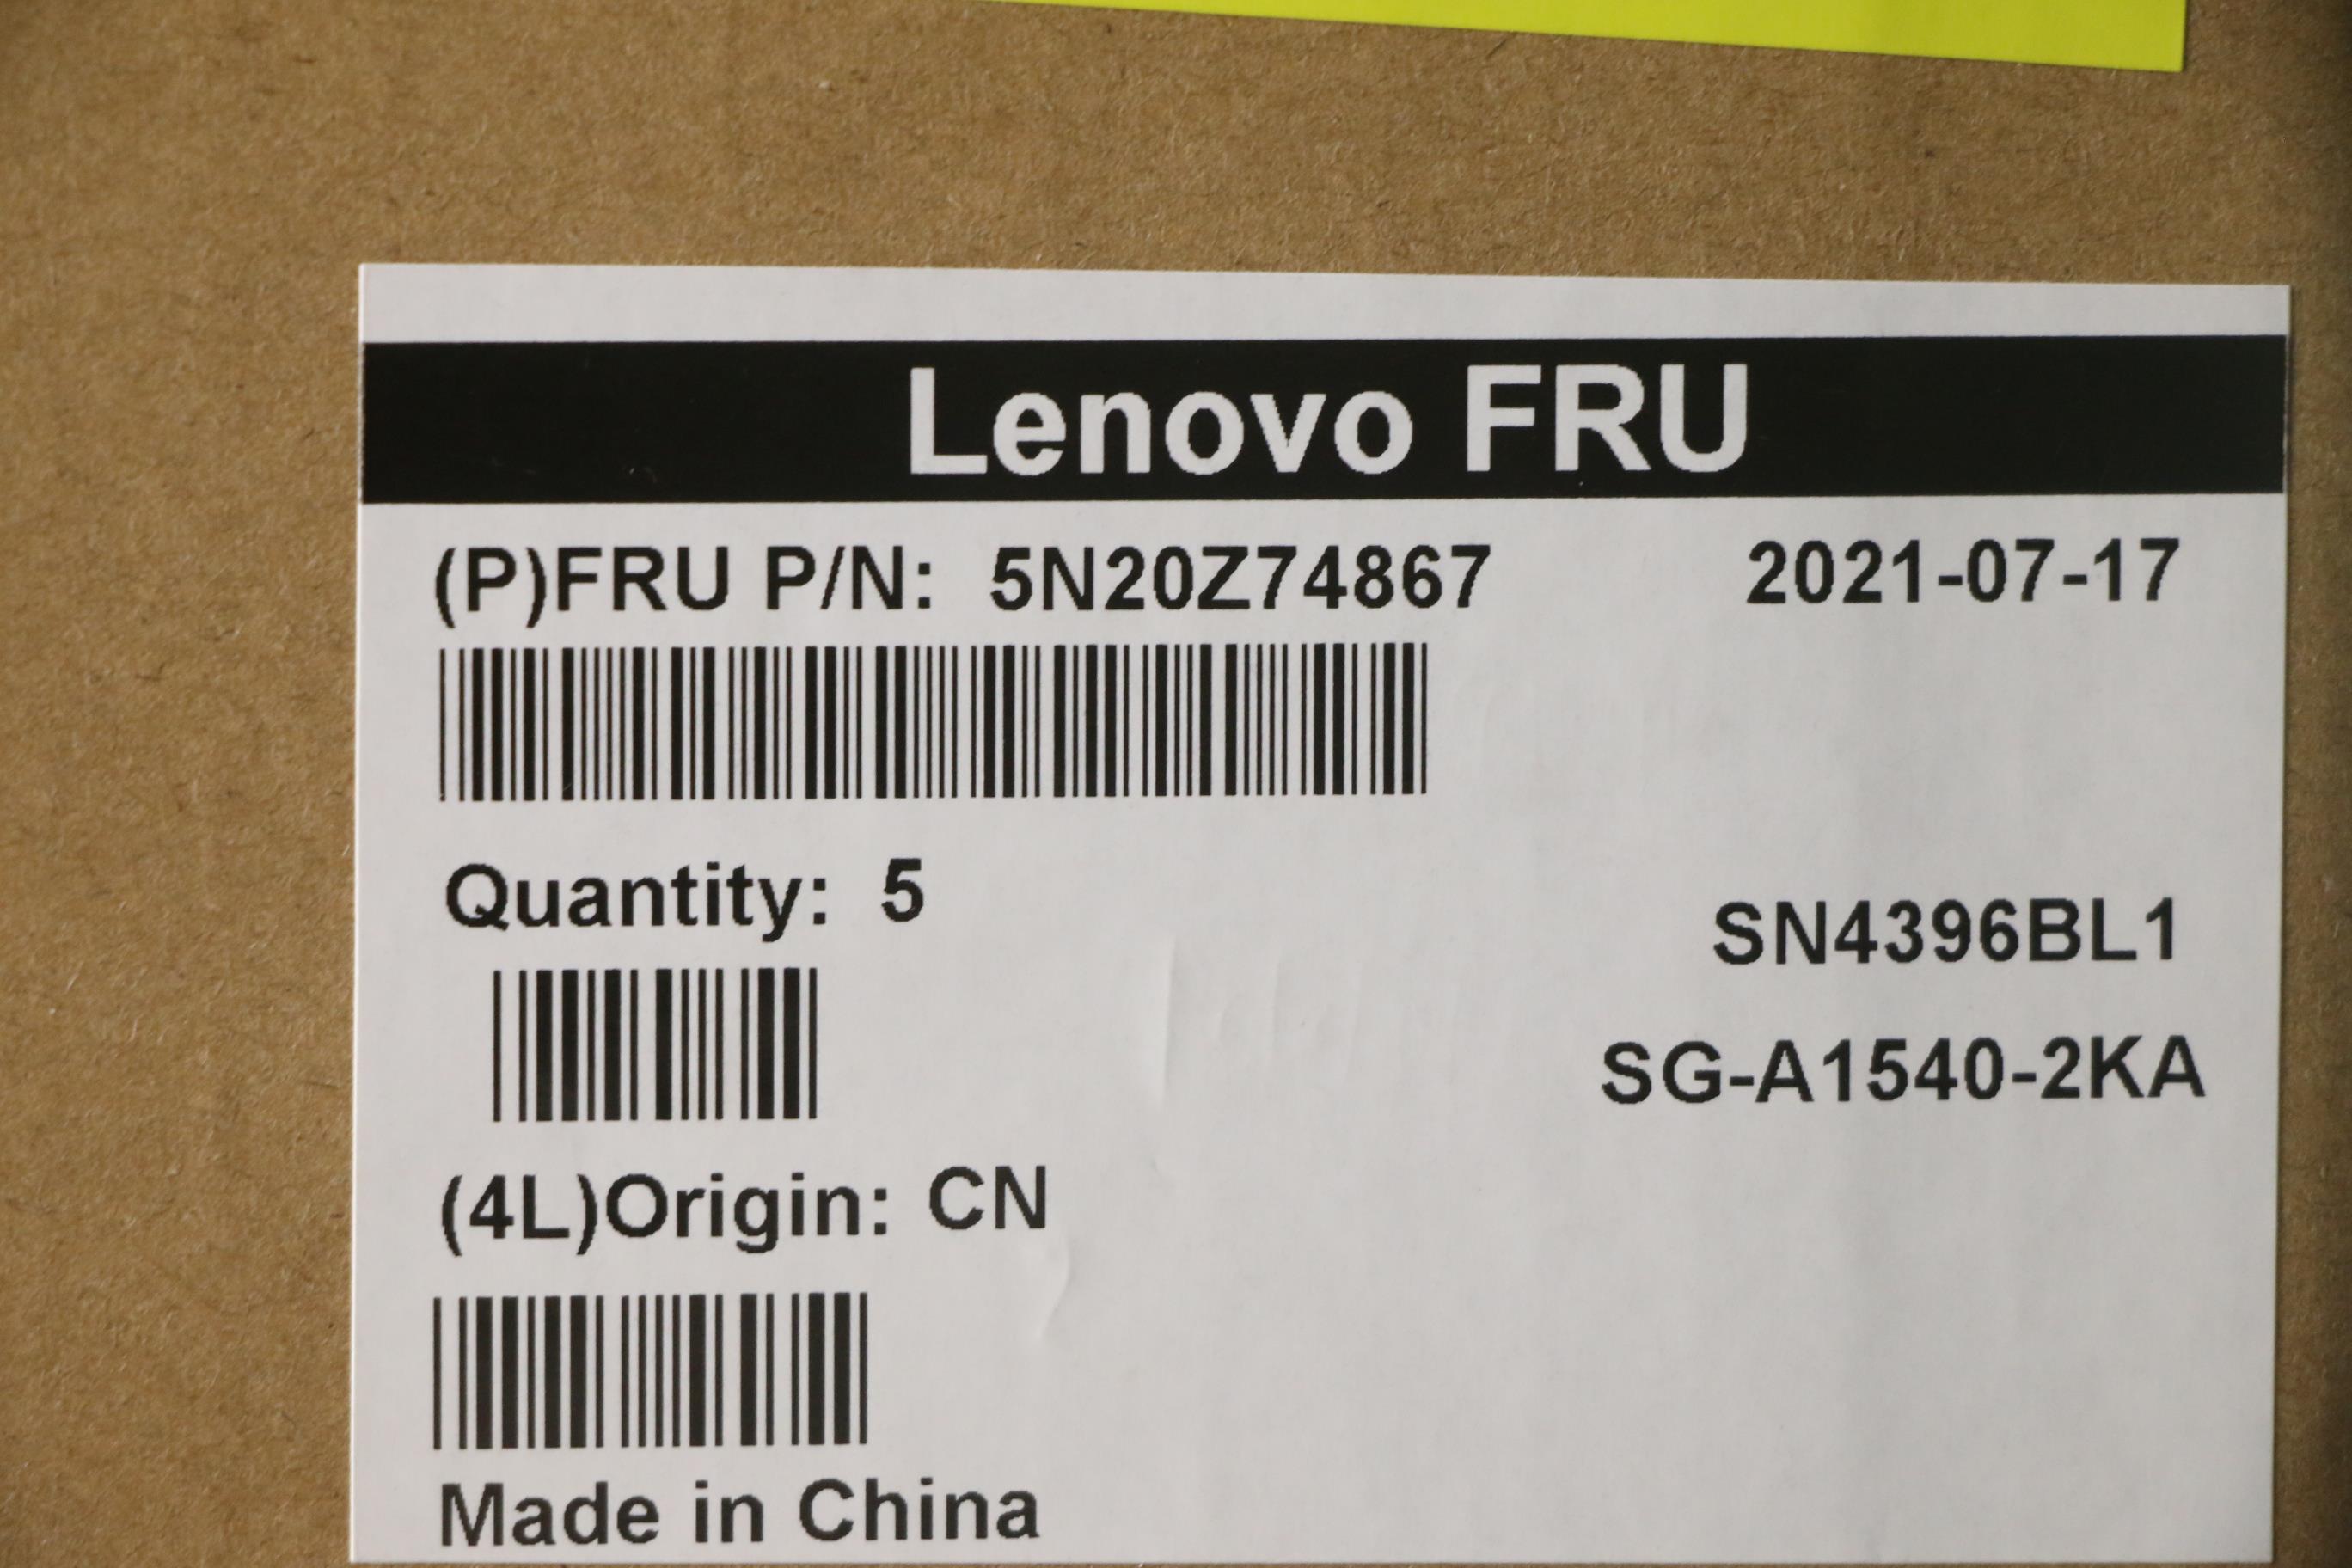 Lenovo FRU
(P)FRU P/N: 5N20Z74867 2021-07-17
Quantity: 5
SN4396BL1
SG-A1540-2KA
(4L)Origin: CN
Made in China